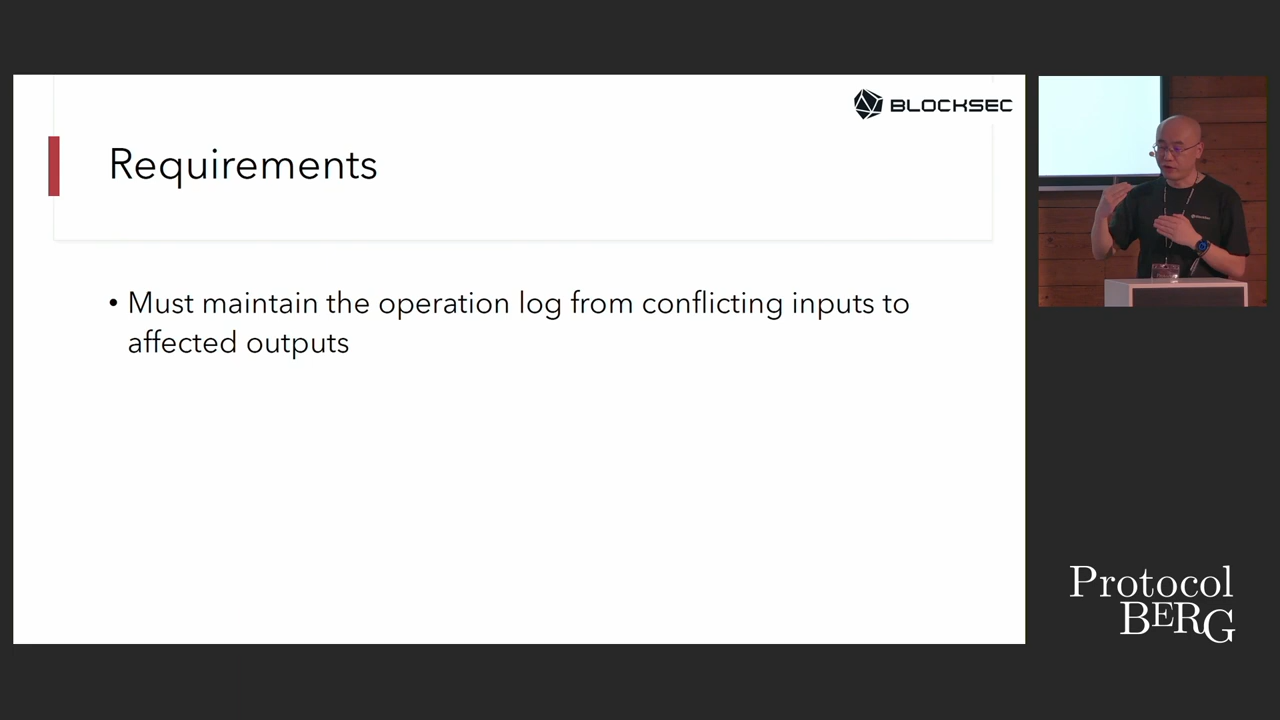 BLOCKSEC
Requirements
• Must maintain the operation log from conflicting inputs to
affected outputs
Protocol
BERG